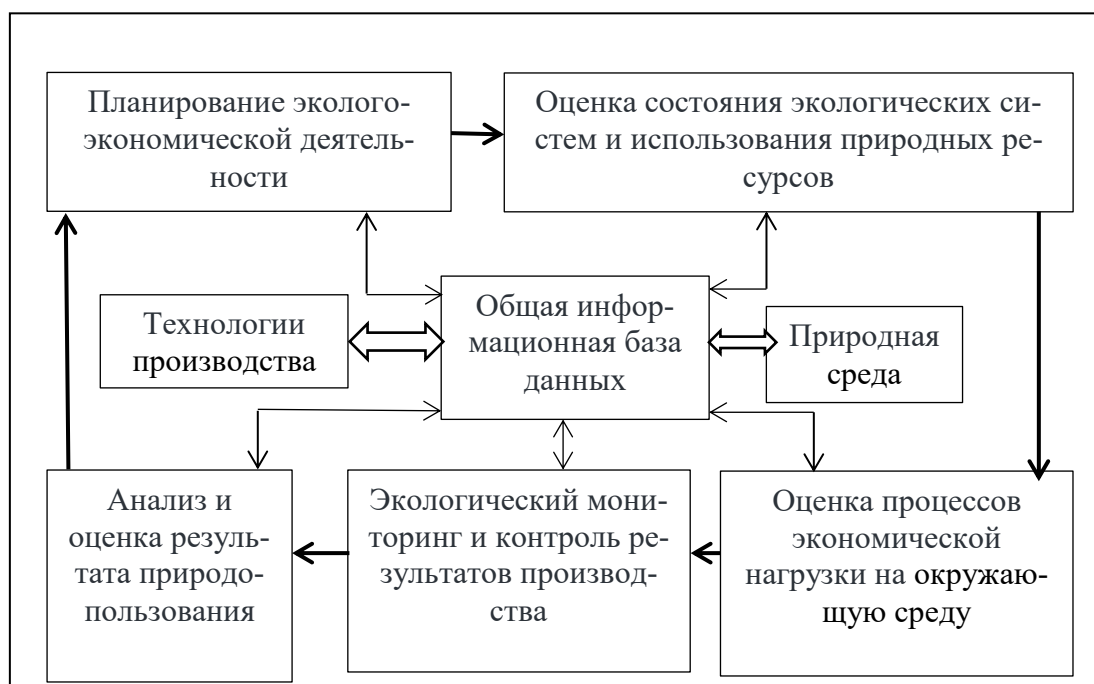 Планирование эколого-
экономической деятель-
ности
Оценка состояния экологических си-
стем и использования природных ре-
сурсов
Технологии
производства
Общая инфор-
мационная база
данных
Природная
среда
Анализ и
оценка резуль-
тата природо-
пользования
Экологический мо-
ниторинг и контроль ре-
зультатов производ-
ства
Оценка процессов
экономической
нагрузки на окружаю-
щую среду